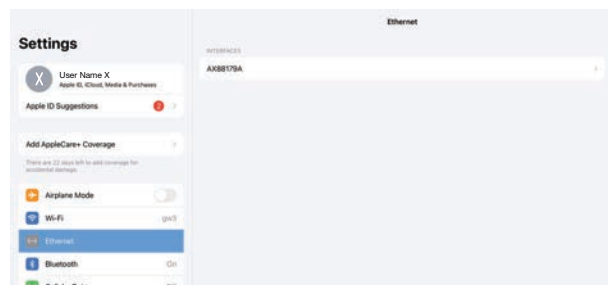 Ethernet
Settings
INTERFACES
AX88179A
X
User Name X
Apple ID, iCloud, Media & Purchases
Apple ID Suggestions
2
Add AppleCare+ Coverage
There are 22 days left to add coverage for
accidental damage.
Airplane Mode
Wi-Fi
gw3
Ethernet
Bluetooth
On